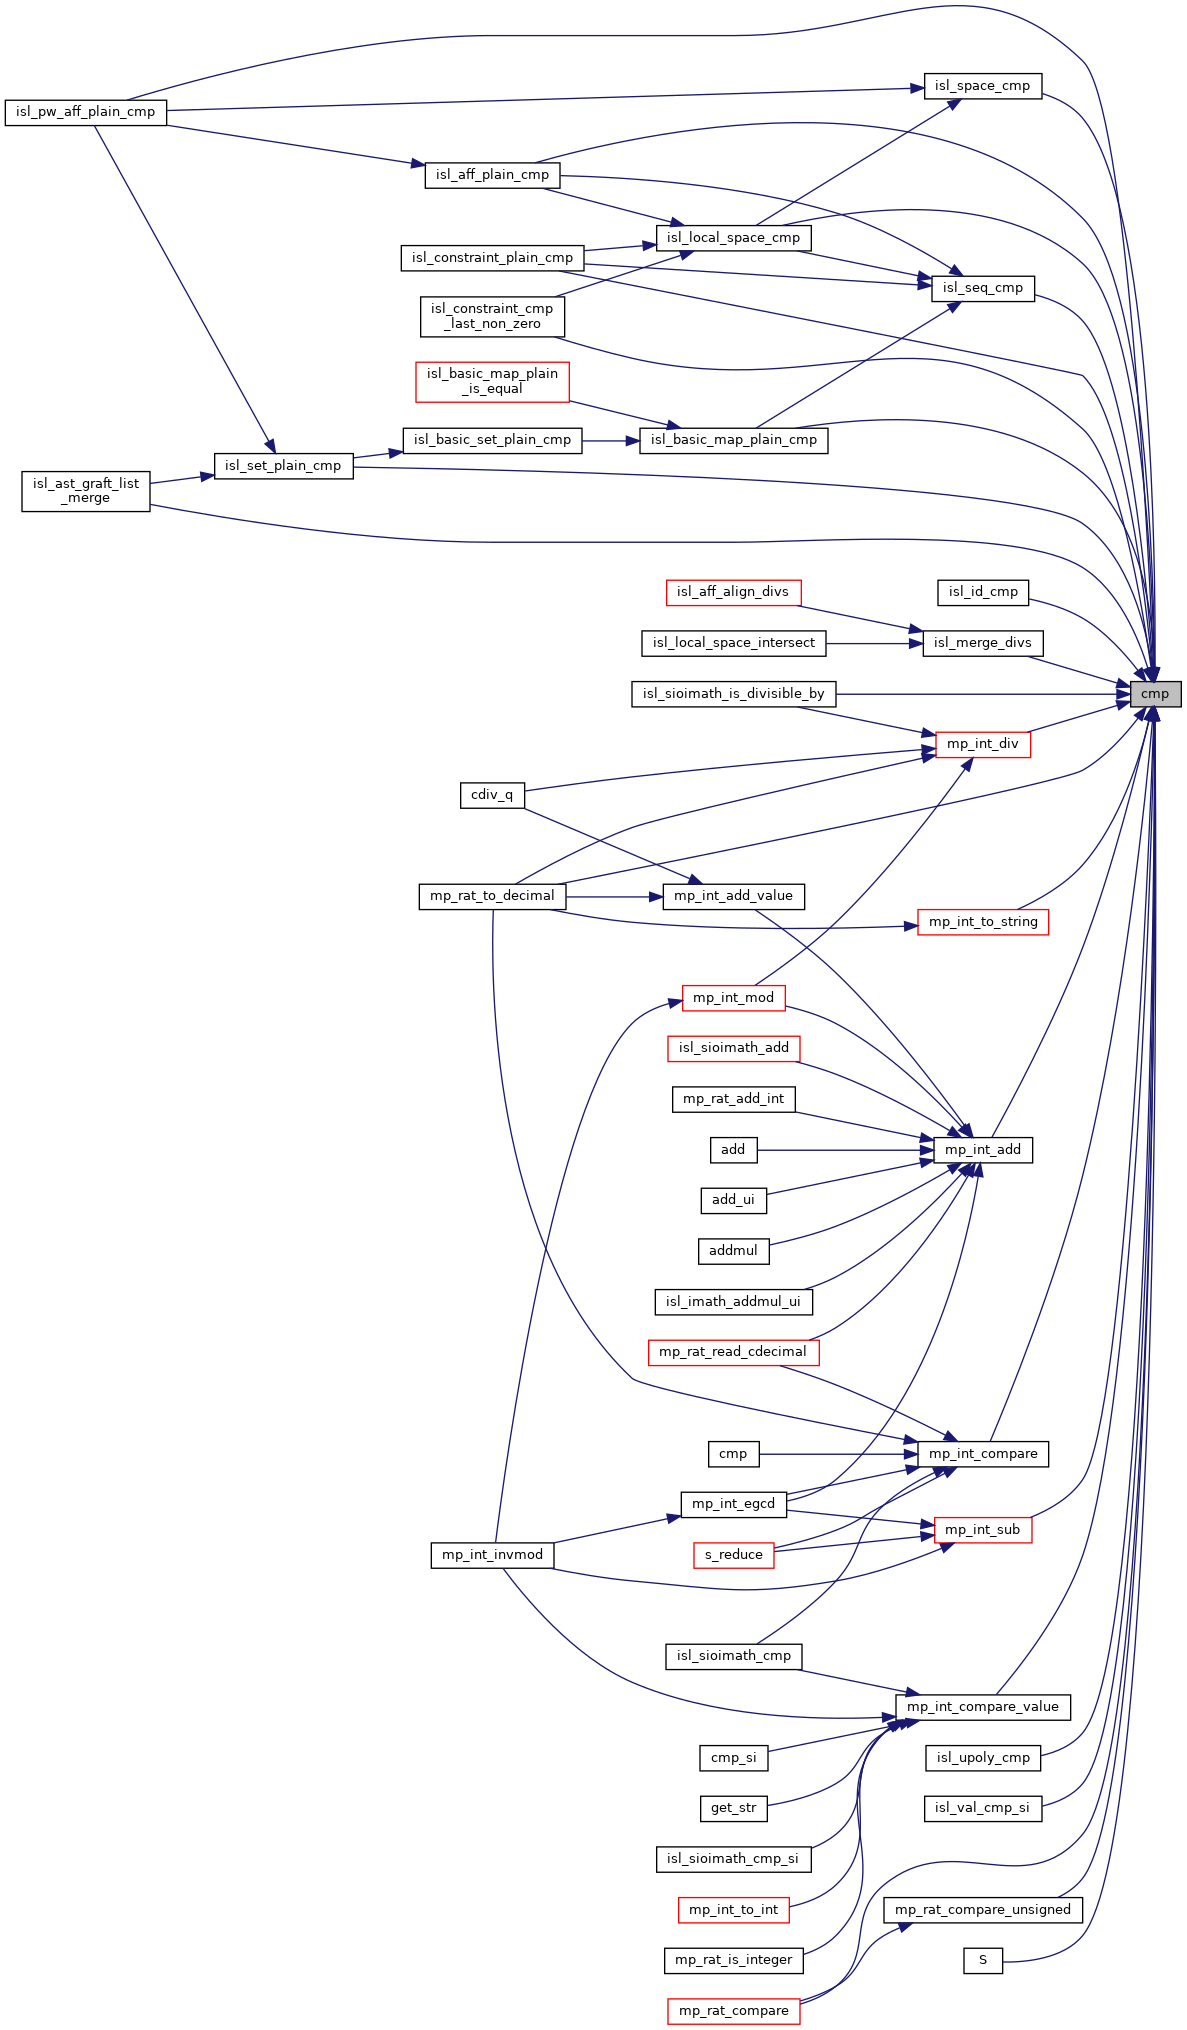 isl_space_cmp
isl_pw_aff_plain_cmp
isl_aff_plain_cmp
isl_local_space_cmp
isl_constraint_plain_cmp
isl_seq_cmp
isl_constraint_cmp
_last_non_zero
isl_basic_map_plain
_is_equal
isl_basic_set_plain_cmp
isl_basic_map_plain_cmp
isl_set_plain_cmp
isl_ast_graft_list
_merge
isl_aff_align_divs
isl_id_cmp
isl_local_space_intersect
isl_merge_divs
isl_sioimath_is_divisible_by
cmp
mp_int_div
cdiv_q
mp_rat_to_decimal
mp_int_add_value
mp_int_to_string
mp_int_mod
isl_sioimath_add
mp_rat_add_int
add
mp_int_add
add_ui
addmul
isl_imath_addmul_ui
mp_rat_read_cdecimal
cmp
mp_int_compare
mp_int_egcd
mp_int_sub
mp_int_invmod
s_reduce
isl_sioimath_cmp
mp_int_compare_value
cmp_si
isl_upoly_cmp
get_str
isl_val_cmp_si
isl_sioimath_cmp_si
mp_int_to_int
mp_rat_compare_unsigned
mp_rat_is_integer
S
mp_rat_compare